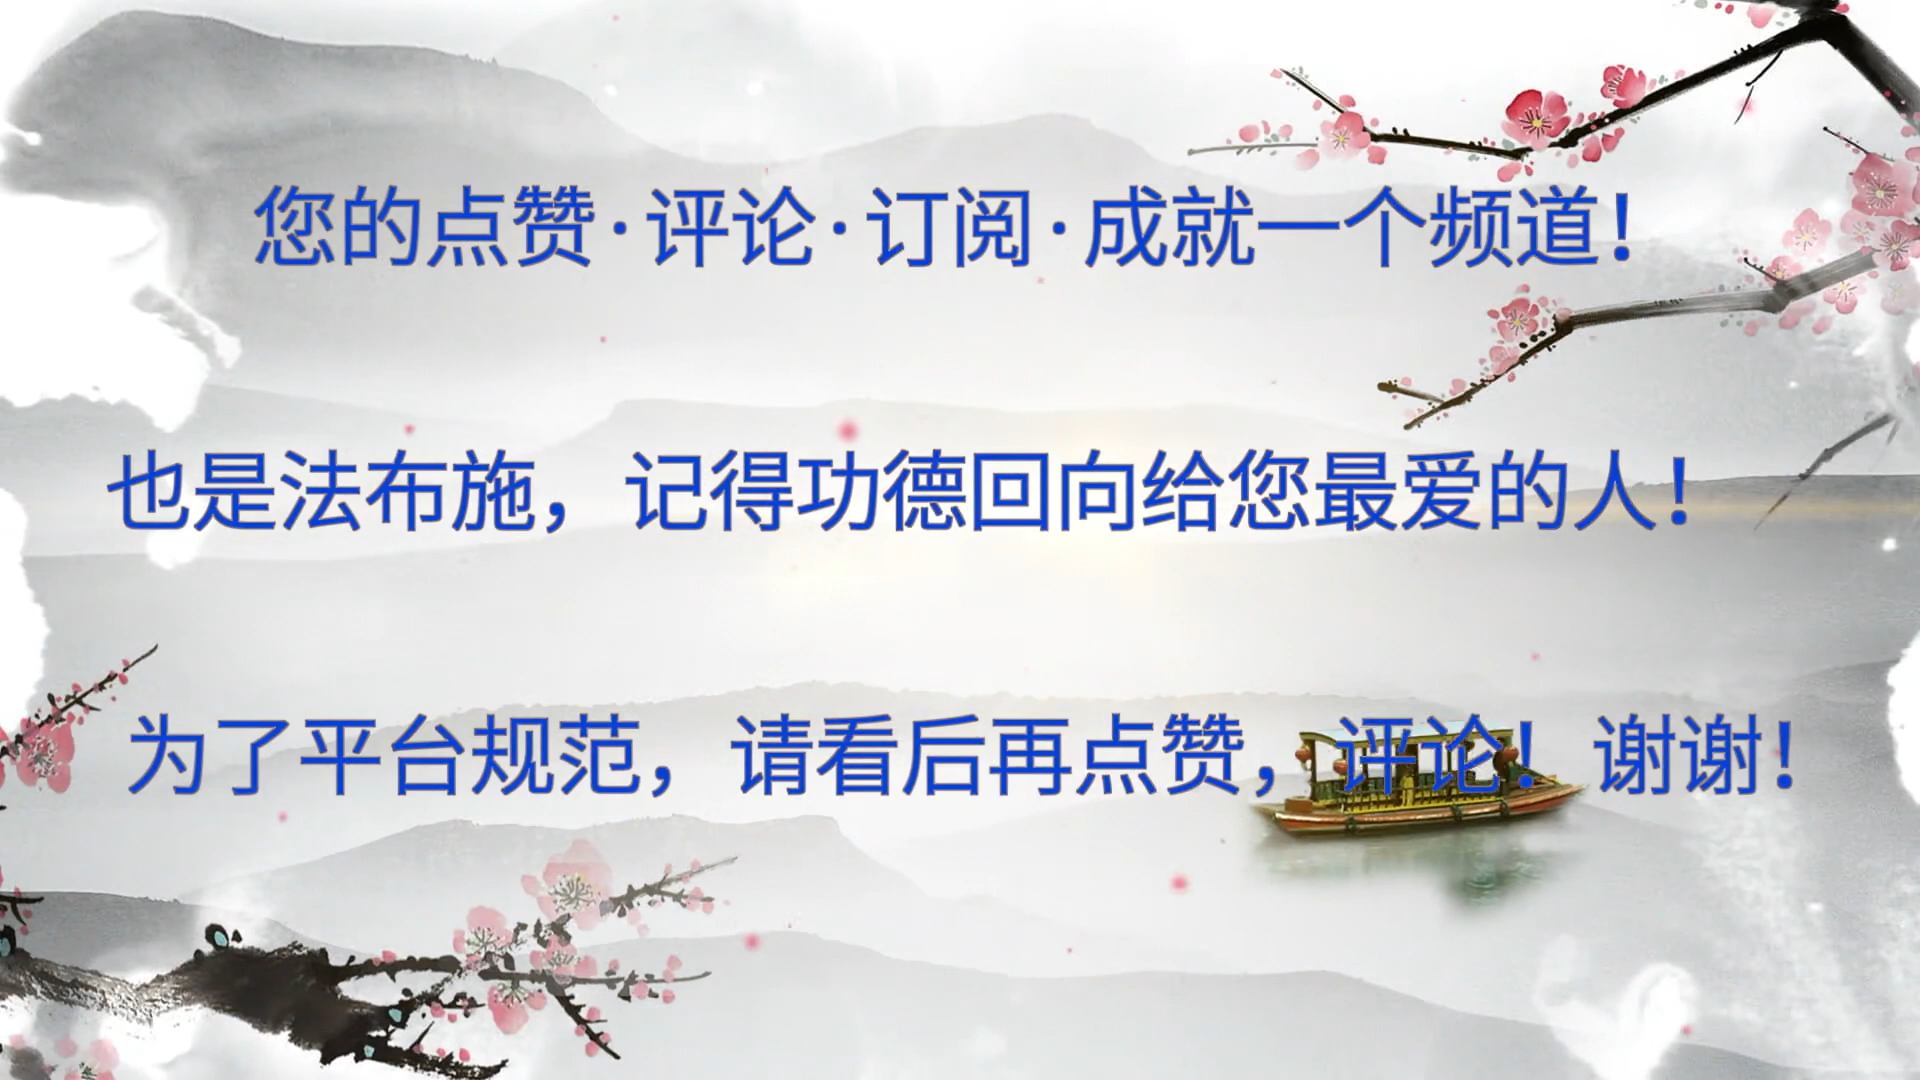 您的点赞·评论·订阅·成就一个频道！
也是法布施，记得功德回向给您最爱的人！
为了平台规范，请看后再点赞，评论！谢谢！